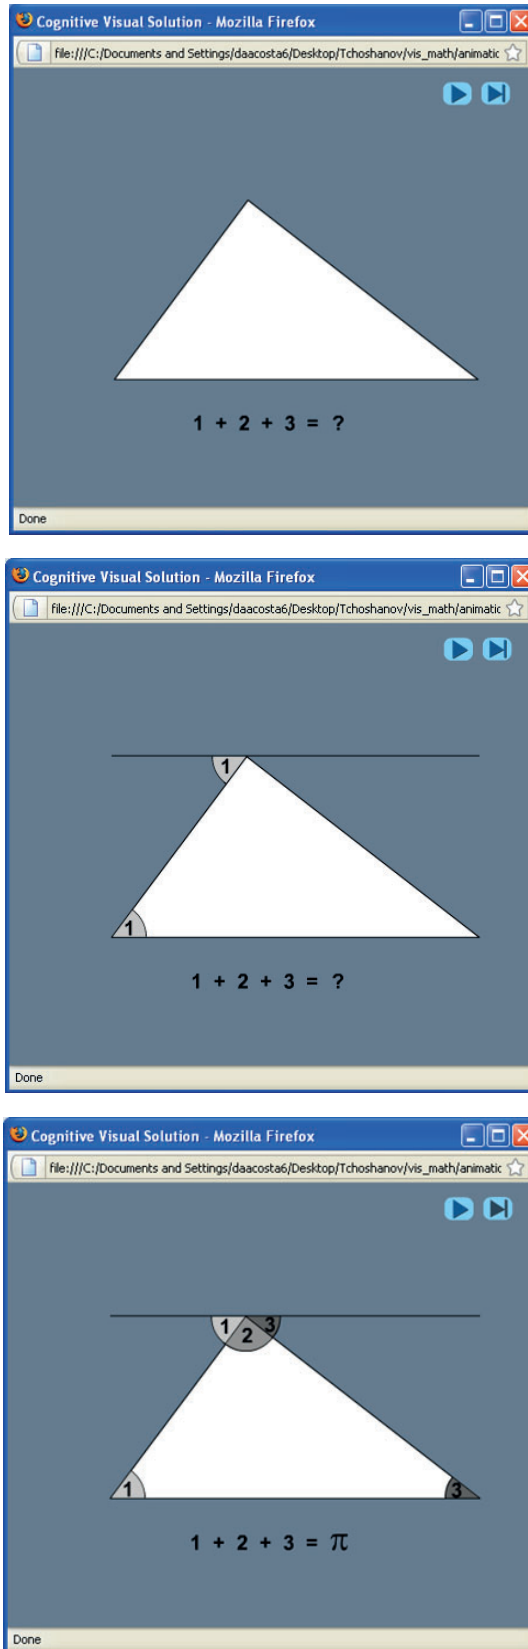 Cognitive Visual Solution - Mozilla Firefox
file:///C:/Documents and Settings/daacosta6/Desktop/Tchoshanov/vis_math/animatic
1 + 2 + 3 = ?
Done
Cognitive Visual Solution - Mozilla Firefox
file:///C:/Documents and Settings/daacosta6/Desktop/Tchoshanov/vis_math/animatic
1
1
1 + 2 + 3 = ?
Done
Cognitive Visual Solution - Mozilla Firefox
file:///C:/Documents and Settings/daacosta6/Desktop/Tchoshanov/vis_math/animatic
1 2 3
1 3
1 + 2 + 3 = π
Done